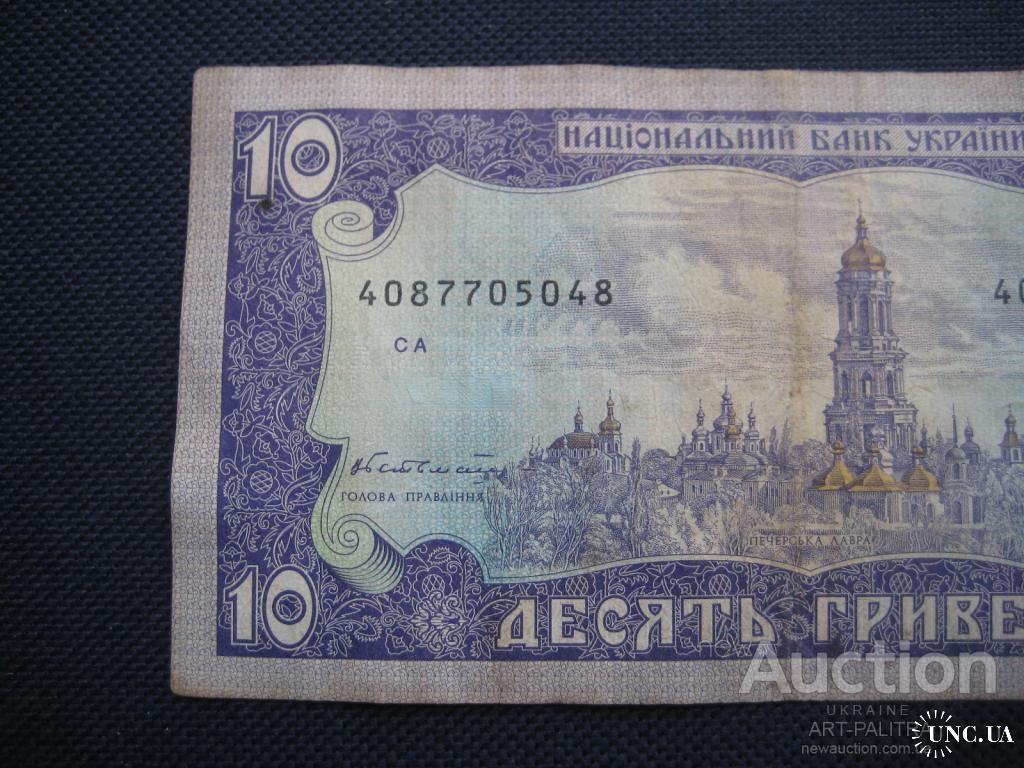 10
НАЦІОНАЛЬНИЙ БАНК УКРАЇНИ
4087705048
40
СА
ГОЛОВА ПРАВЛІННЯ
ПЕЧЕРСЬКА ЛАВРА
10
ДЕСЯТЬ ГРИВЕ
Auction
UKRAINE
ART-PALITRA
newauction.com.u
UNC.UA